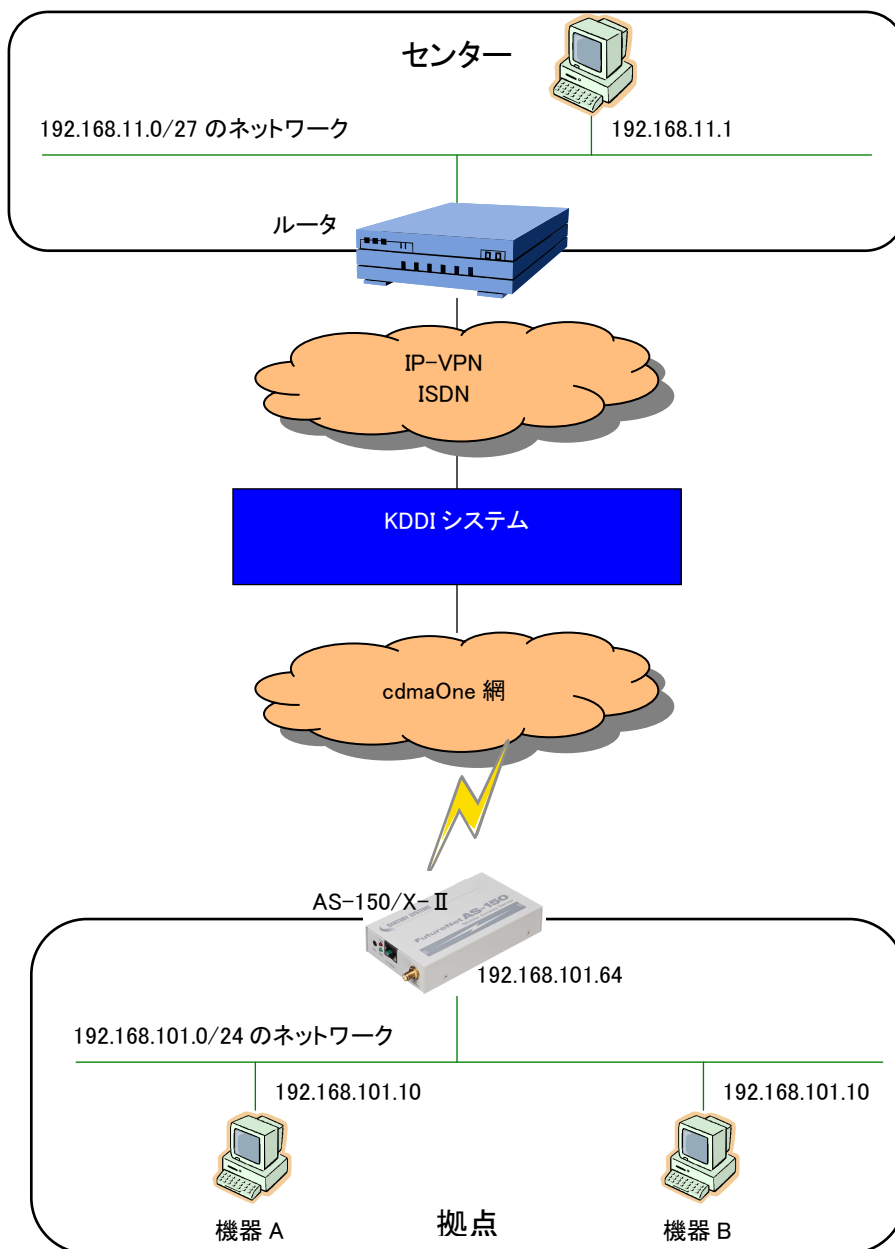 センター
192.168.11.0/27 のネットワーク
192.168.11.1
ルータ
IP-VPN
ISDN
KDDI システム
cdmaOne 網
AS-150/X-Ⅱ
CENTURY SYSTEMS
FutureNet AS-150
192.168.101.64
192.168.101.0/24 のネットワーク
192.168.101.10
192.168.101.10
機器 A
拠点
機器 B